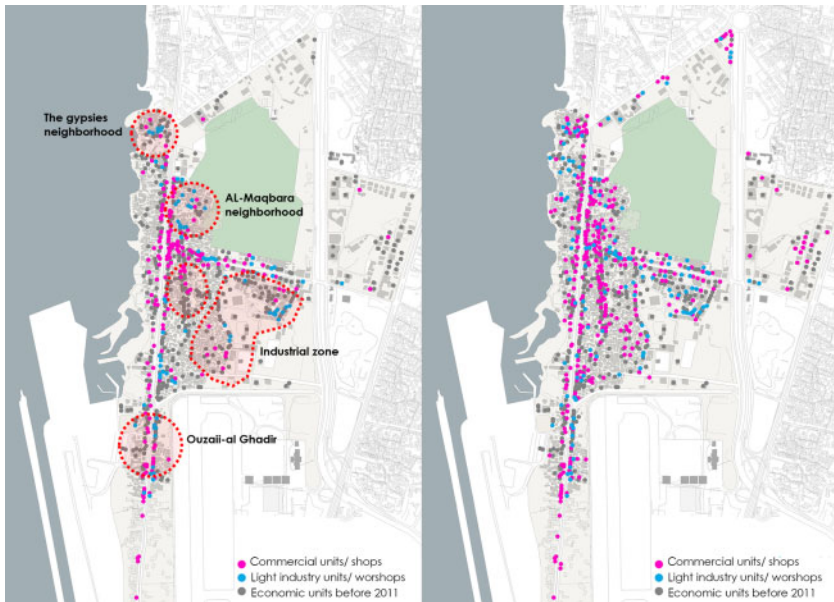 The gypsies
neighborhood
AL-Maqbara
neighborhood
Industrial zone
Ouzaii-al Ghadir
Commercial units/ shops
Light industry units/ worshops
Economic units before 2011
Commercial units/ shops
Light industry units/ worshops
Economic units before 2011